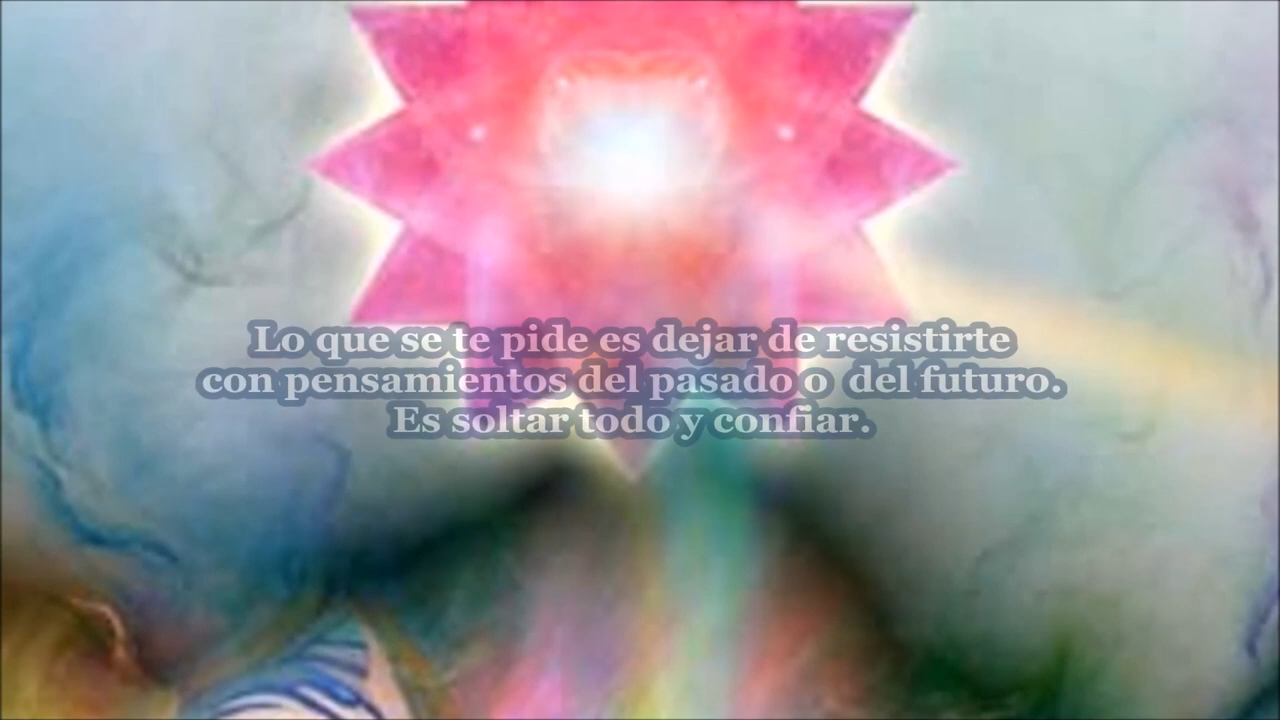 Lo que se te pide es dejar de resistirte
con pensamientos del pasado o del futuro.
Es soltar todo y confiar.